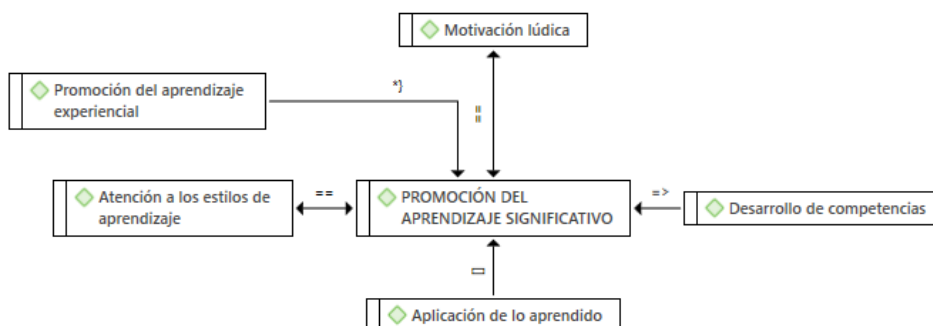 Motivación lúdica
Promoción del aprendizaje
experiencial
*}
==
Atención a los estilos de
aprendizaje
==
PROMOCIÓN DEL
APRENDIZAJE SIGNIFICATIVO
=>
Desarrollo de competencias
[]
Aplicación de lo aprendido